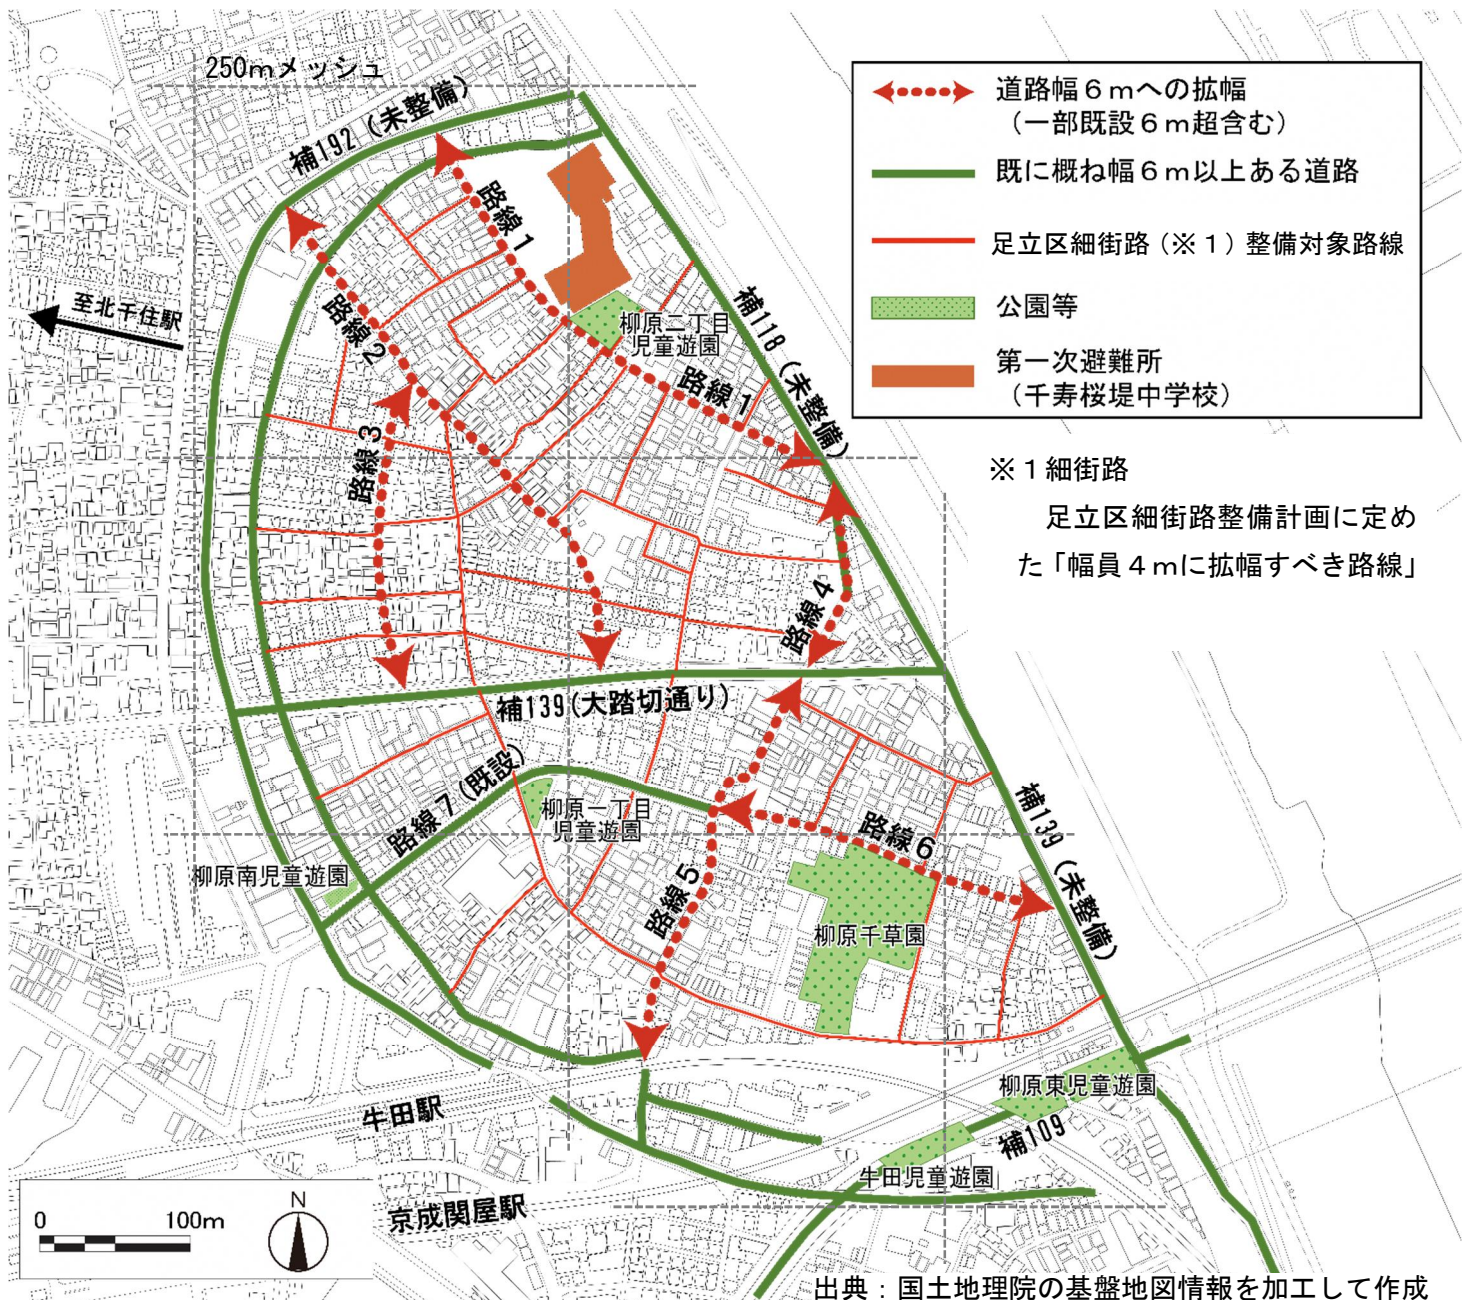 250mメッシュ
補192(未整備)
道路幅6mへの拡幅
(一部既設6m超含む)
既に概ね幅6m以上ある道路
足立区細街路(※1)整備対象路線
公園等
第一次避難所
(千寿桜堤中学校)
※1細街路
足立区細街路整備計画に定め
た「幅員4mに拡幅すべき路線」
路線1
至北千住駅
路線2
柳原二丁目
児童遊園
補118(未整備)
路線1
路線3
路線4
補139(大踏切通り)
路線7(既設)
柳原一丁目
児童遊園
補139(未整備)
路線6
柳原南児童遊園
路線5
柳原千草園
柳原東児童遊園
牛田駅
補109
牛田児童遊園
京成関屋駅
0 100m
N
出典:国土地理院の基盤地図情報を加工して作成